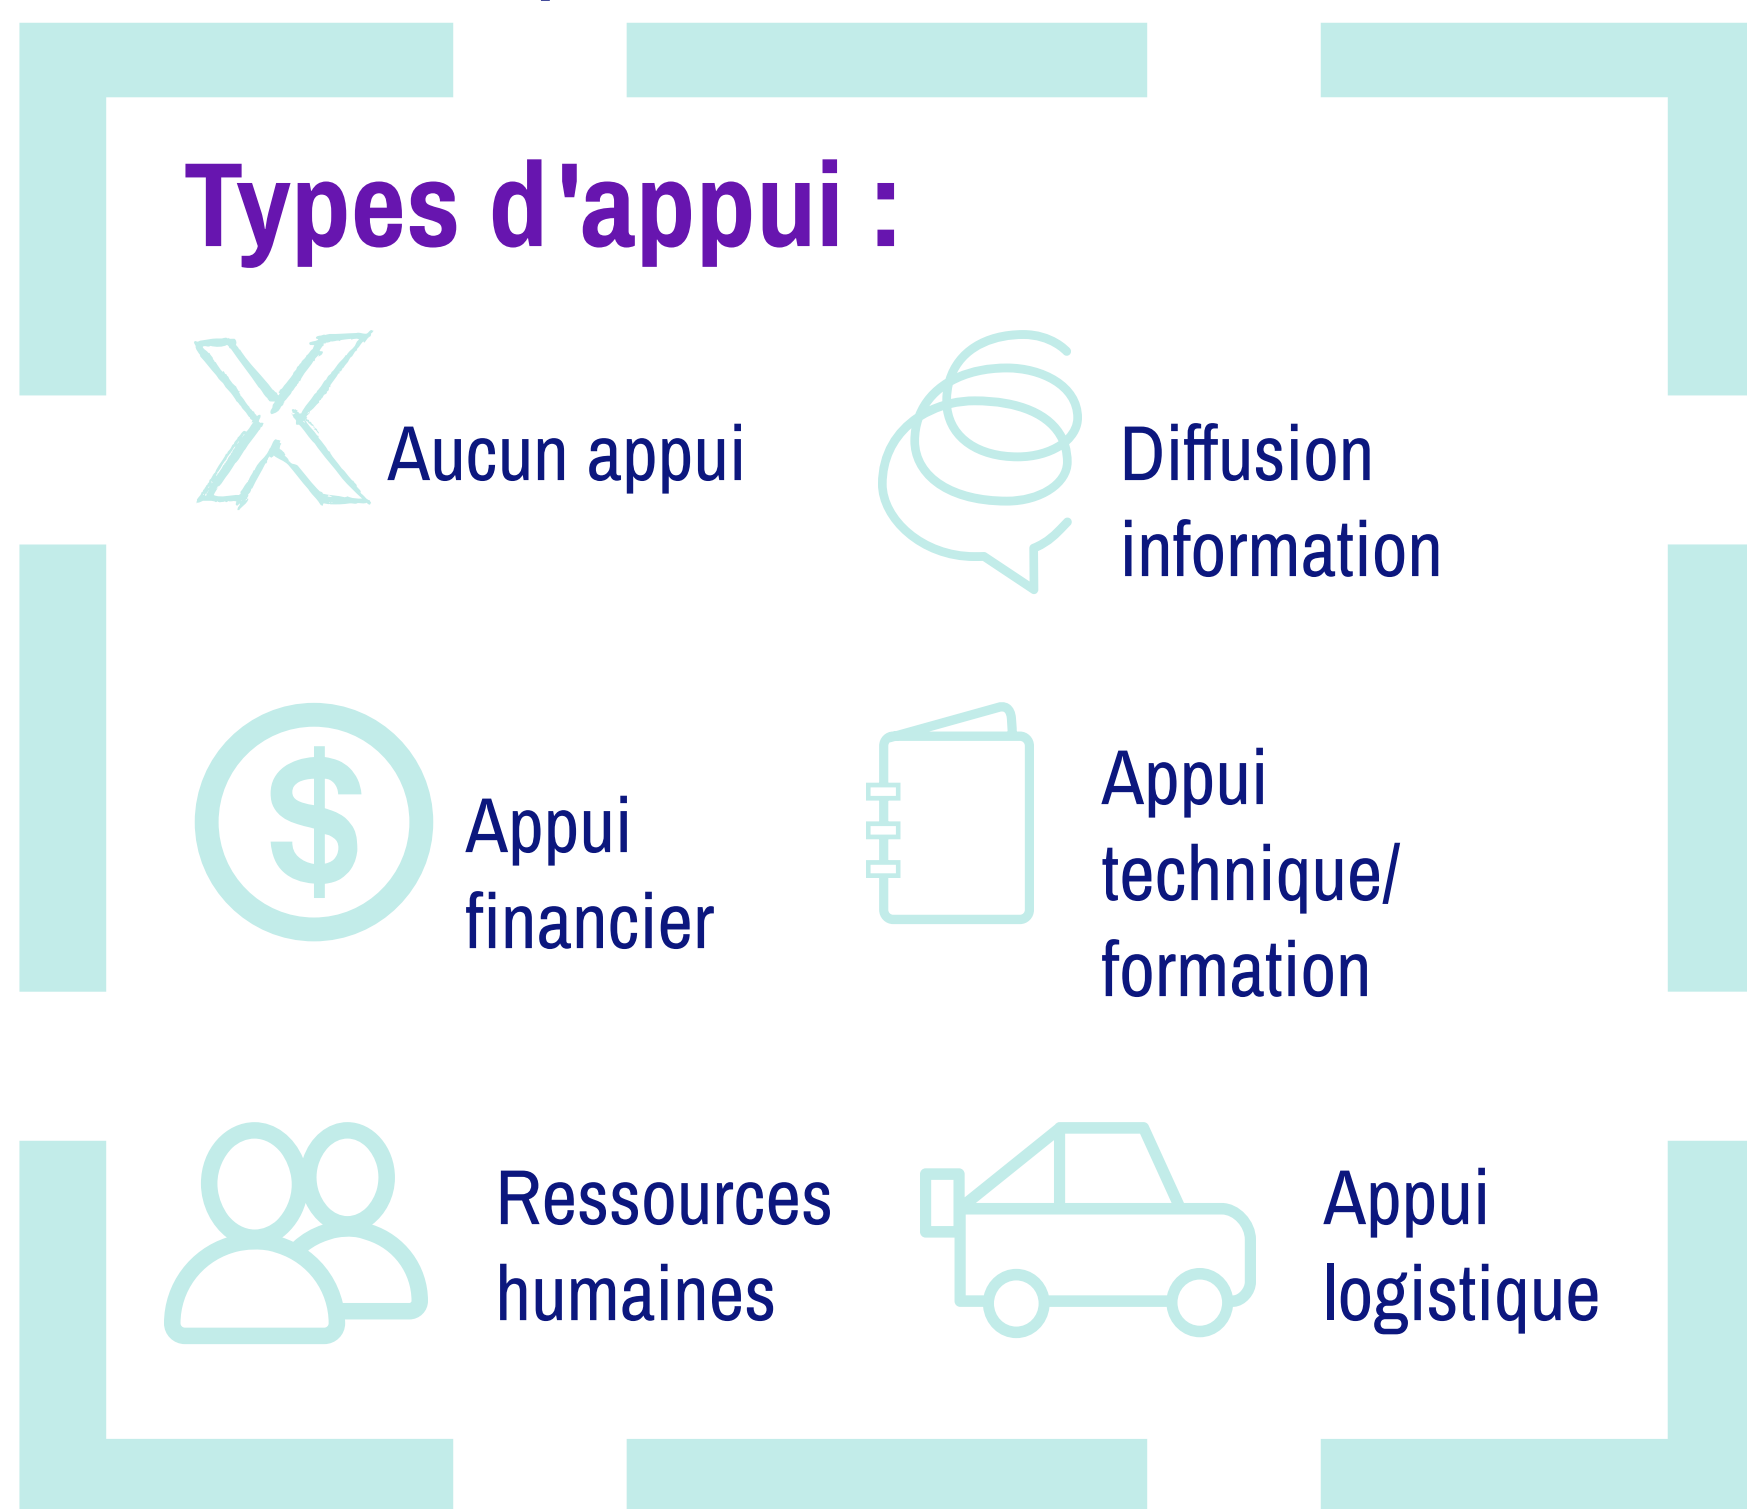 Types d'appui :
Aucun appui
Diffusion
information
Appui
financier
Appui
technique/
formation
Ressources
humaines
Appui
logistique